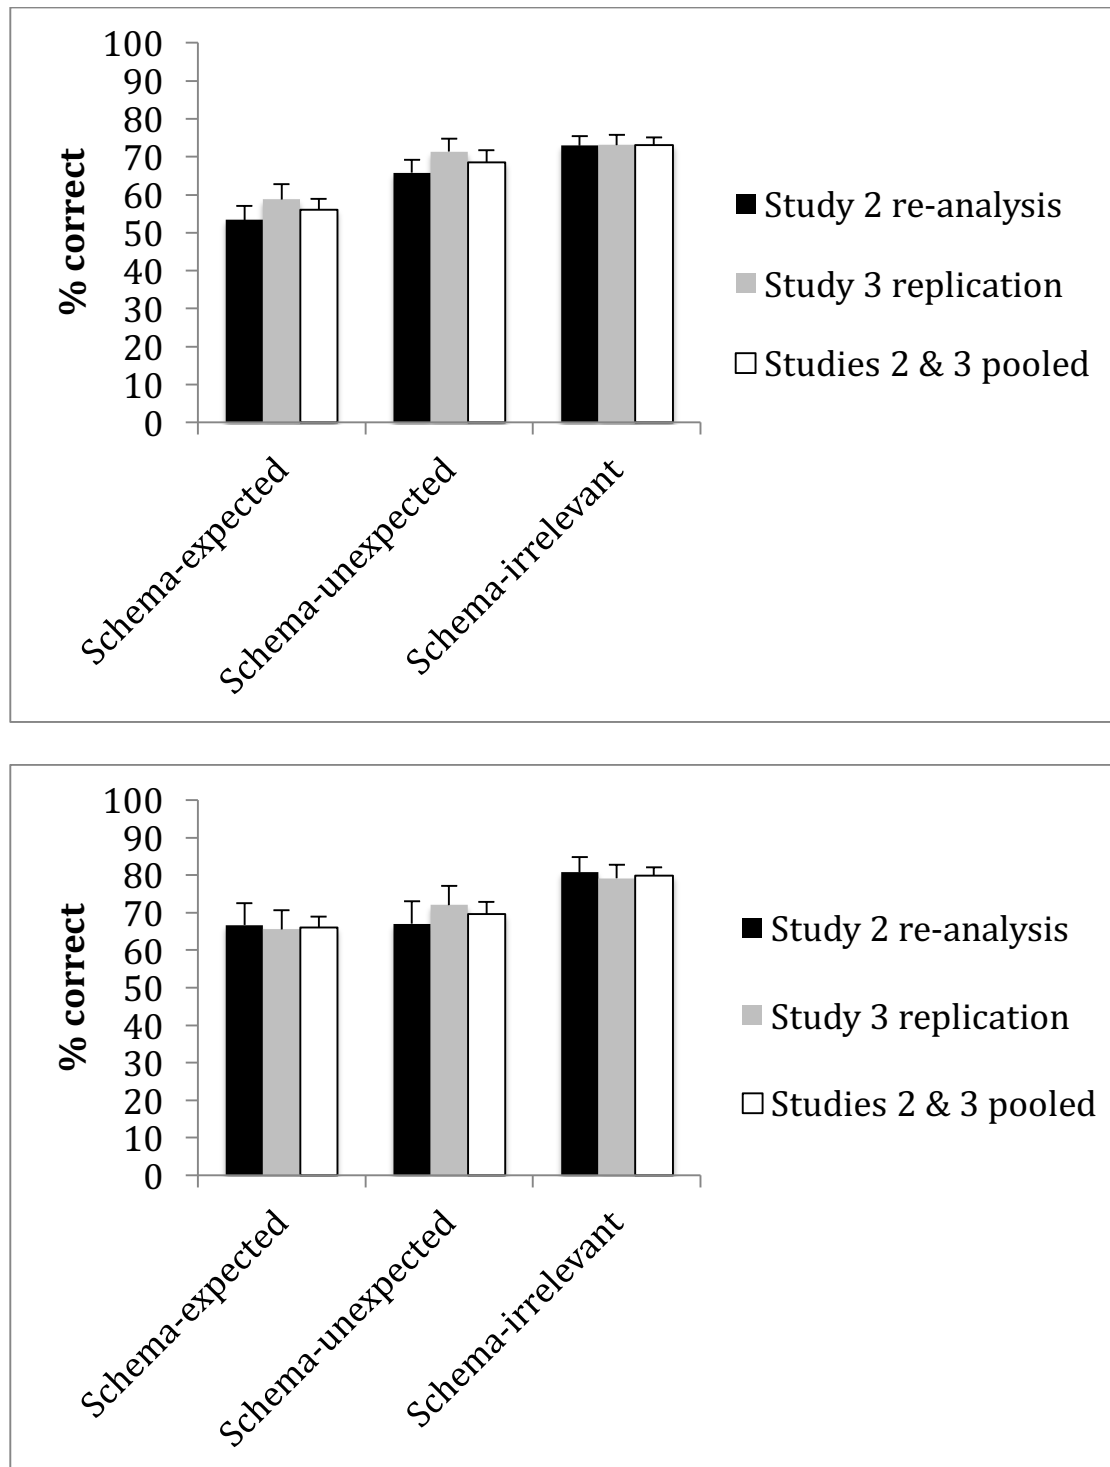 100
90
80
70
60
50
40
30
20
10
0
% correct
Schema-expected
Schema-unexpected
Schema-irrelevant
Study 2 re-analysis
Study 3 replication
Studies 2 & 3 pooled
100
90
80
70
60
50
40
30
20
10
0
% correct
Schema-expected
Schema-unexpected
Schema-irrelevant
Study 2 re-analysis
Study 3 replication
Studies 2 & 3 pooled